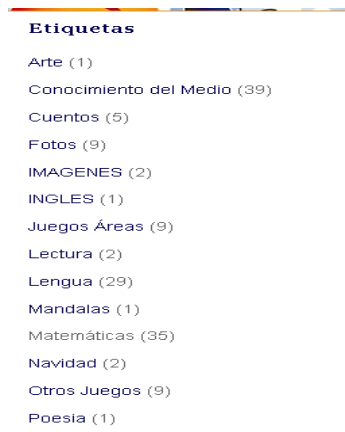 Etiquetas
Arte (1)
Conocimiento del Medio (39)
Cuentos (5)
Fotos (9)
IMAGENES (2)
INGLES (1)
Juegos Áreas (9)
Lectura (2)
Lengua (29)
Mandalas (1)
Matemáticas (35)
Navidad (2)
Otros Juegos (9)
Poesia (1)